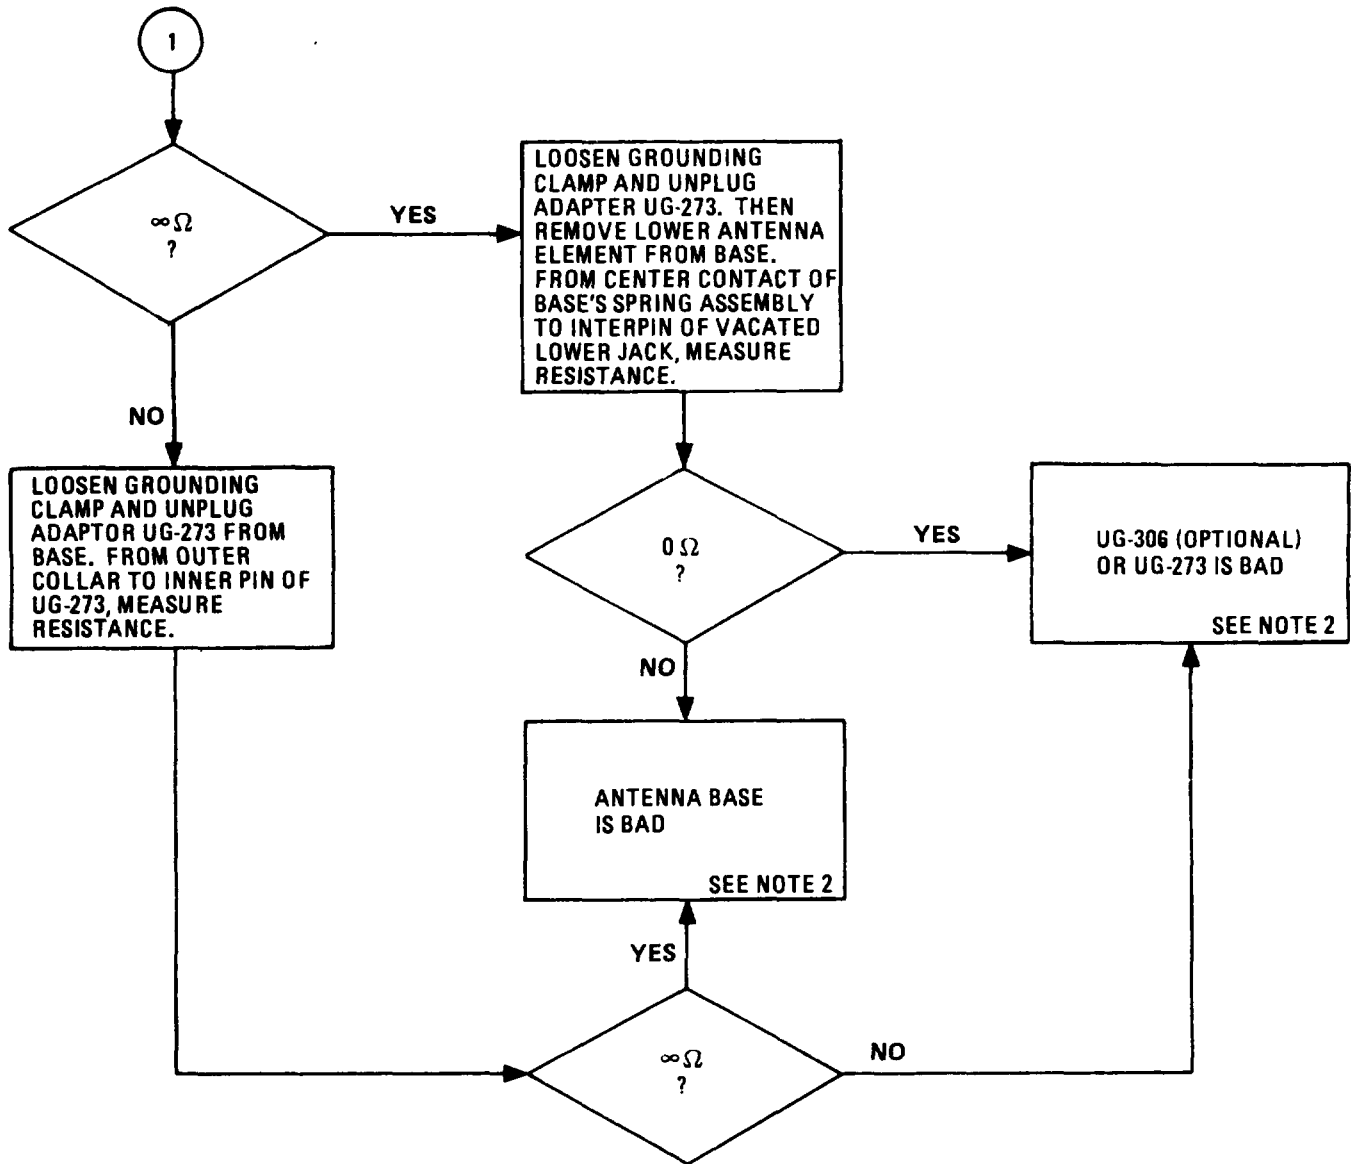 1
∞Ω
?
YES
LOOSEN GROUNDING
CLAMP AND UNPLUG
ADAPTER UG-273. THEN
REMOVE LOWER ANTENNA
ELEMENT FROM BASE.
FROM CENTER CONTACT OF
BASE'S SPRING ASSEMBLY
TO INTERPIN OF VACATED
LOWER JACK, MEASURE
RESISTANCE.
NO
LOOSEN GROUNDING
CLAMP AND UNPLUG
ADAPTOR UG-273 FROM
BASE. FROM OUTER
COLLAR TO INNER PIN OF
UG-273, MEASURE
RESISTANCE.
0Ω
?
YES
UG-306 (OPTIONAL)
OR UG-273 IS BAD
SEE NOTE 2
NO
ANTENNA BASE
IS BAD
SEE NOTE 2
YES
∞Ω
?
NO